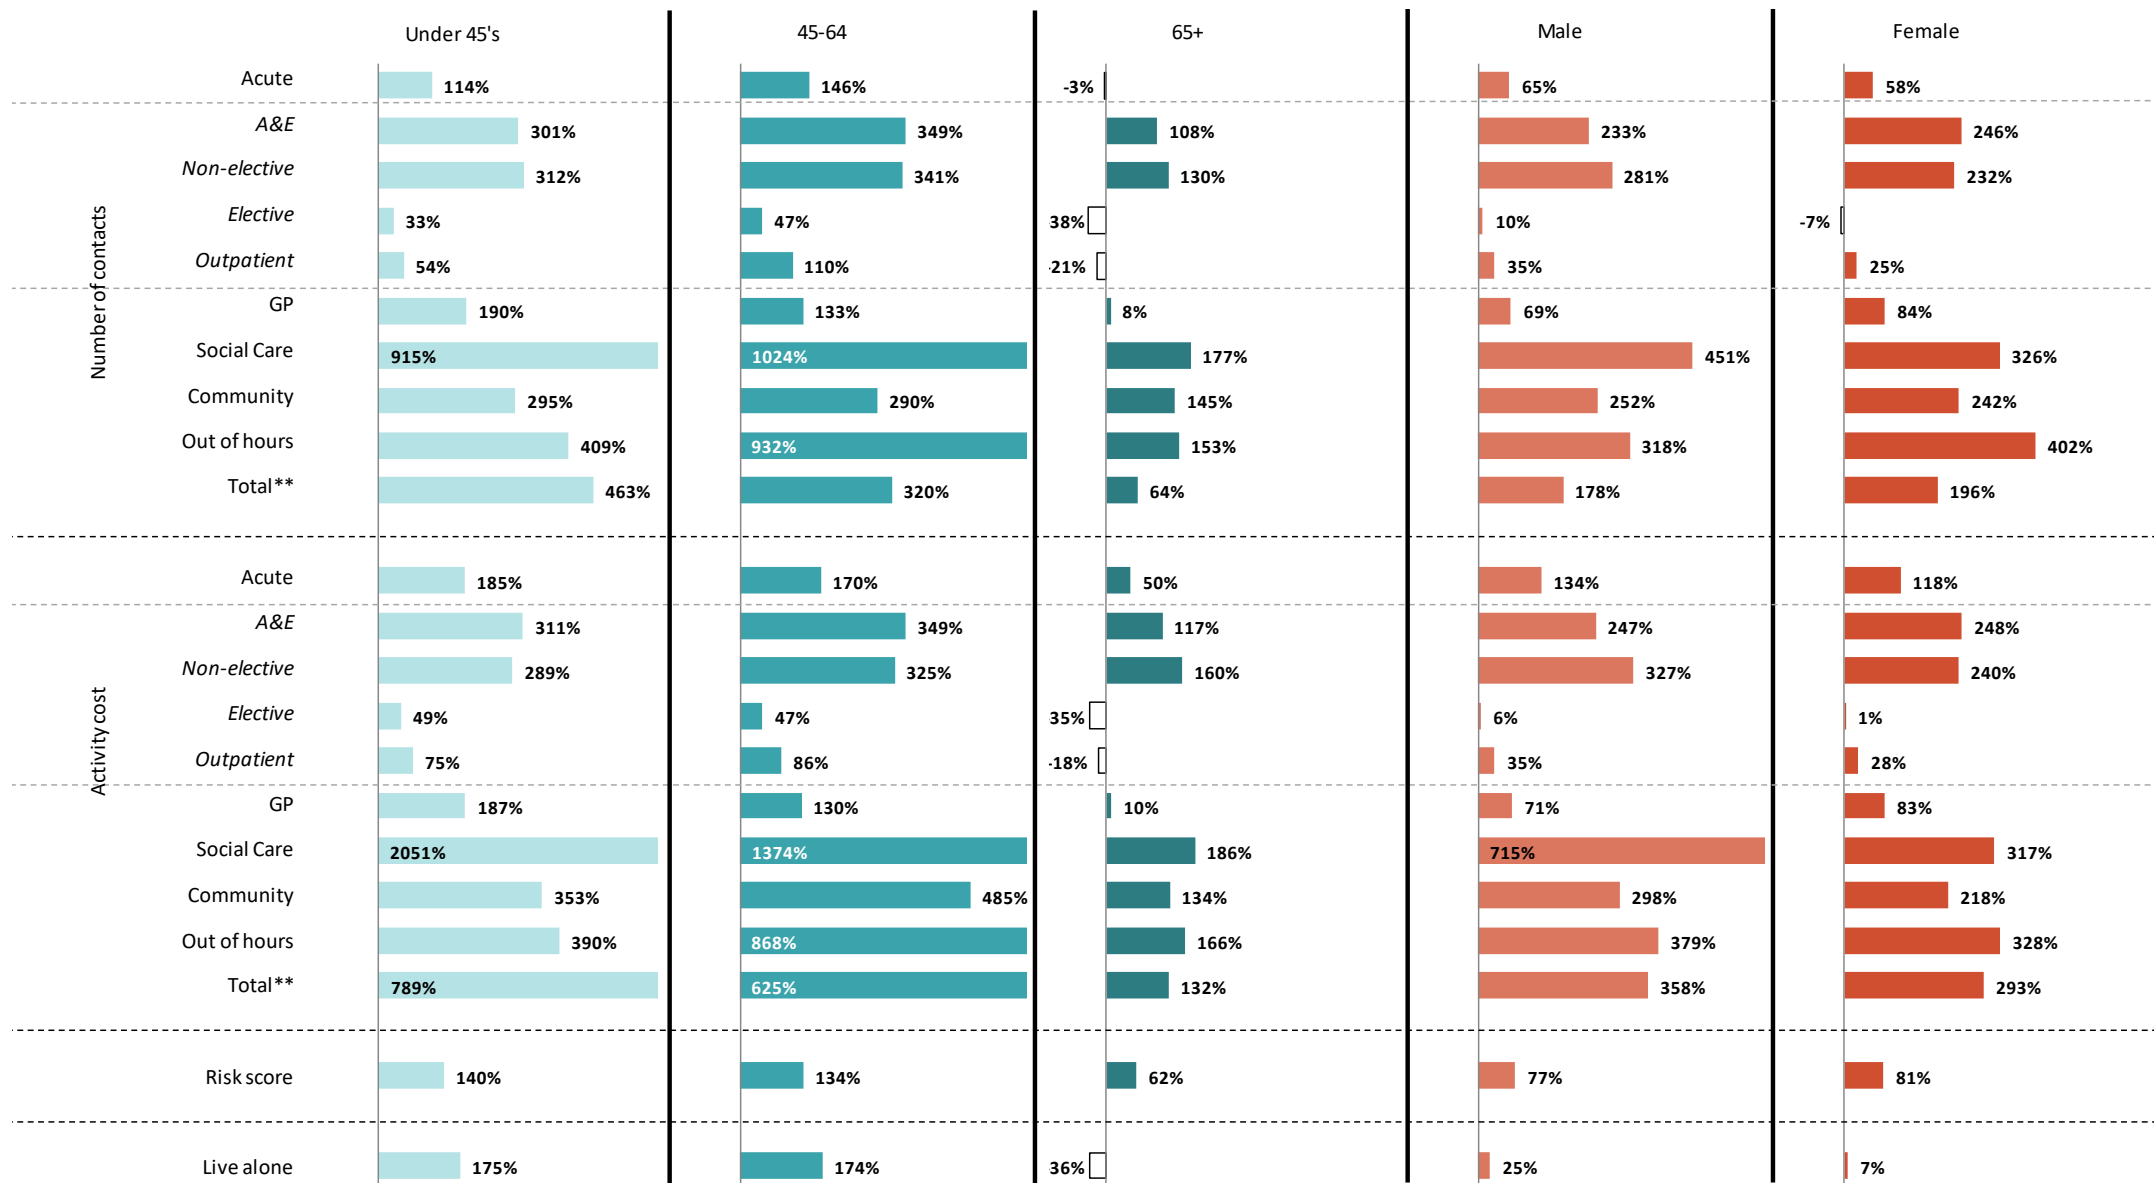 Under 45's 45-64 65+ Male Female
Number of contacts
Acute 114% 146% -3% 65% 58%
A&E 301% 349% 108% 233% 246%
Non-elective 312% 341% 130% 281% 232%
Elective 33% 47% 38% 10% -7%
Outpatient 54% 110% -21% 35% 25%
GP 190% 133% 8% 69% 84%
Social Care 915% 1024% 177% 451% 326%
Community 295% 290% 145% 252% 242%
Out of hours 409% 932% 153% 318% 402%
Total** 463% 320% 64% 178% 196%
Activity cost
Acute 185% 170% 50% 134% 118%
A&E 311% 349% 117% 247% 248%
Non-elective 289% 325% 160% 327% 240%
Elective 49% 47% 35% 6% 1%
Outpatient 75% 86% -18% 35% 28%
GP 187% 130% 10% 71% 83%
Social Care 2051% 1374% 186% 715% 317%
Community 353% 485% 134% 298% 218%
Out of hours 390% 868% 166% 379% 328%
Total** 789% 625% 132% 358% 293%
Risk score 140% 134% 62% 77% 81%
Live alone 175% 174% 36% 25% 7%